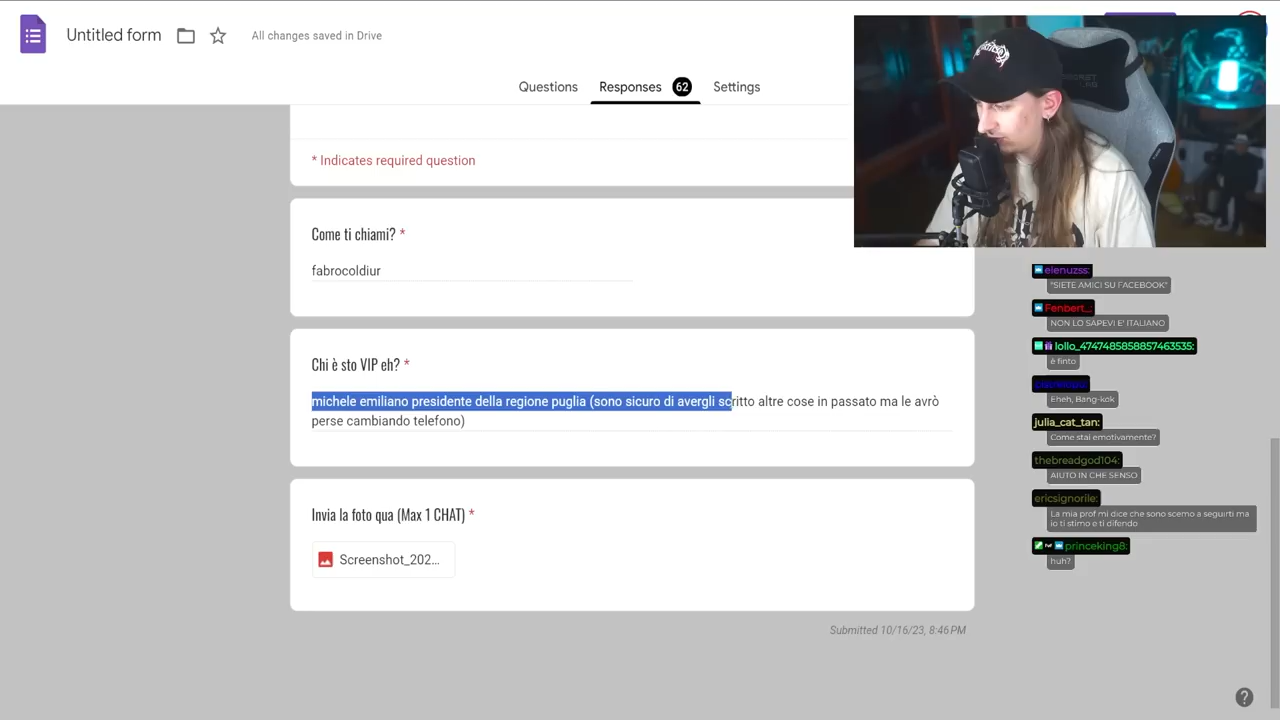 Untitled form
All changes saved in Drive
Questions
Responses
62
Settings
* Indicates required question
Come ti chiami? *
fabrocoldiur
Chi è sto VIP eh? *
michele emiliano presidente della regione puglia (sono sicuro di avergli scritto altre cose in passato ma le avrò
perse cambiando telefono)
Invia la foto qua (Max 1 CHAT) *
Screenshot_202...
Submitted 10/16/23, 8:46 PM
elenuzss:
"SIETE AMICI SU FACEBOOK"
Fenbert_:
NON LO SAPEVI E' ITALIANO
lollo_4747485858857463535:
è finto
Eheh, Bang-kok
julia_cat_tan:
Come stai emotivamente?
thebreadgod104:
AIUTO IN CHE SENSO
ericsignorile:
La mia prof mi dice che sono scemo a seguirti ma
io ti stimo e ti difendo
princeking8:
huh?